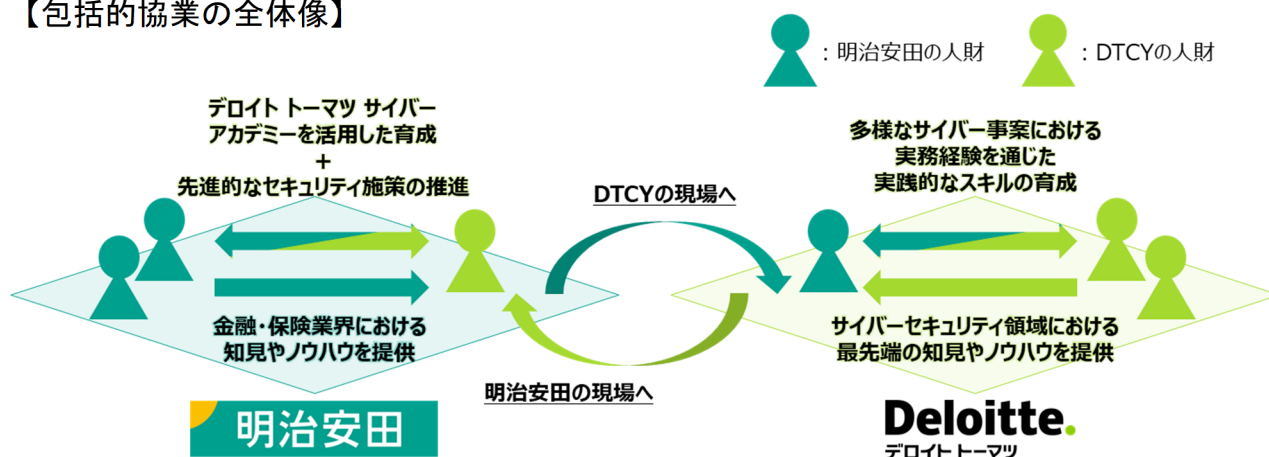 【包括的協業の全体像】
:明治安田の人財
:DTCYの人財
デロイト トーマツ サイバー
アカデミーを活用した育成
+
先進的なセキュリティ施策の推進
多様なサイバー事案における
実務経験を通じた
実践的なスキルの育成
DTCYの現場へ
金融・保険業界における
知見やノウハウを提供
サイバーセキュリティ領域における
最先端の知見やノウハウを提供
明治安田の現場へ
明治安田
Deloitte.
デロイト トーマツ